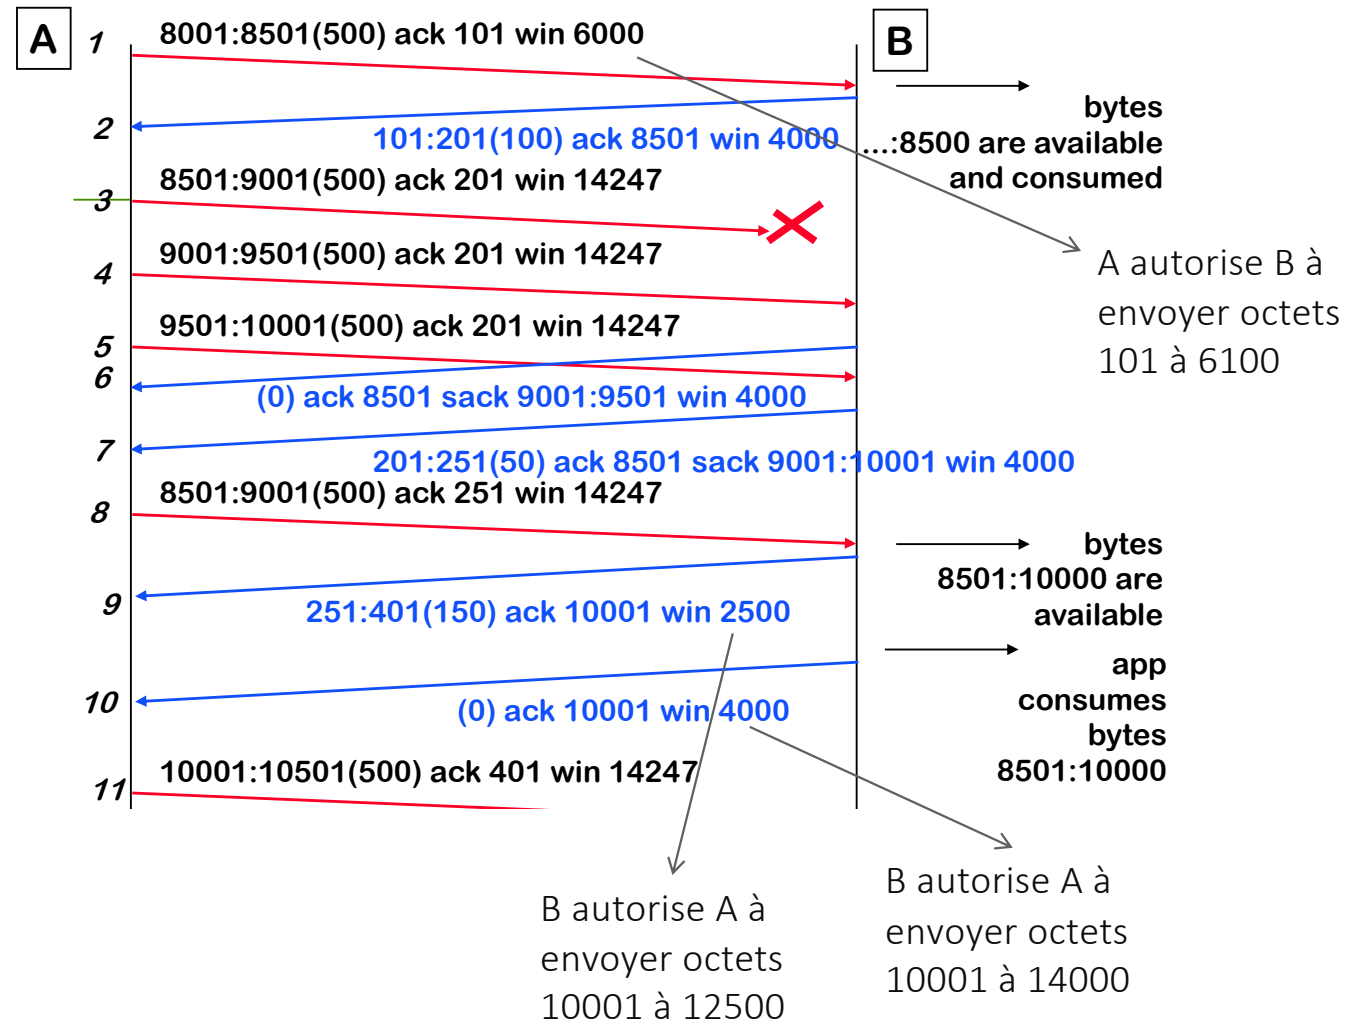 A
B
1
8001:8501(500) ack 101 win 6000
bytes
...:8500 are available
and consumed
2
101:201(100) ack 8501 win 4000
3
8501:9001(500) ack 201 win 14247
A autorise B à
envoyer octets
101 à 6100
4
9001:9501(500) ack 201 win 14247
5
9501:10001(500) ack 201 win 14247
6
(0) ack 8501 sack 9001:9501 win 4000
7
201:251(50) ack 8501 sack 9001:10001 win 4000
8
8501:9001(500) ack 251 win 14247
bytes
8501:10000 are
available
9
251:401(150) ack 10001 win 2500
app
consumes
bytes
8501:10000
10
(0) ack 10001 win 4000
11
10001:10501(500) ack 401 win 14247
B autorise A à
envoyer octets
10001 à 12500
B autorise A à
envoyer octets
10001 à 14000